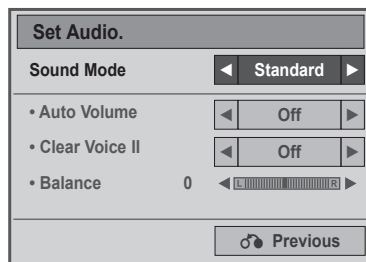 Set Audio.
Sound Mode ◀ Standard ▶
• Auto Volume ◀ Off ▶
• Clear Voice II ◀ Off ▶
• Balance 0 ◀ L R ▶
Previous